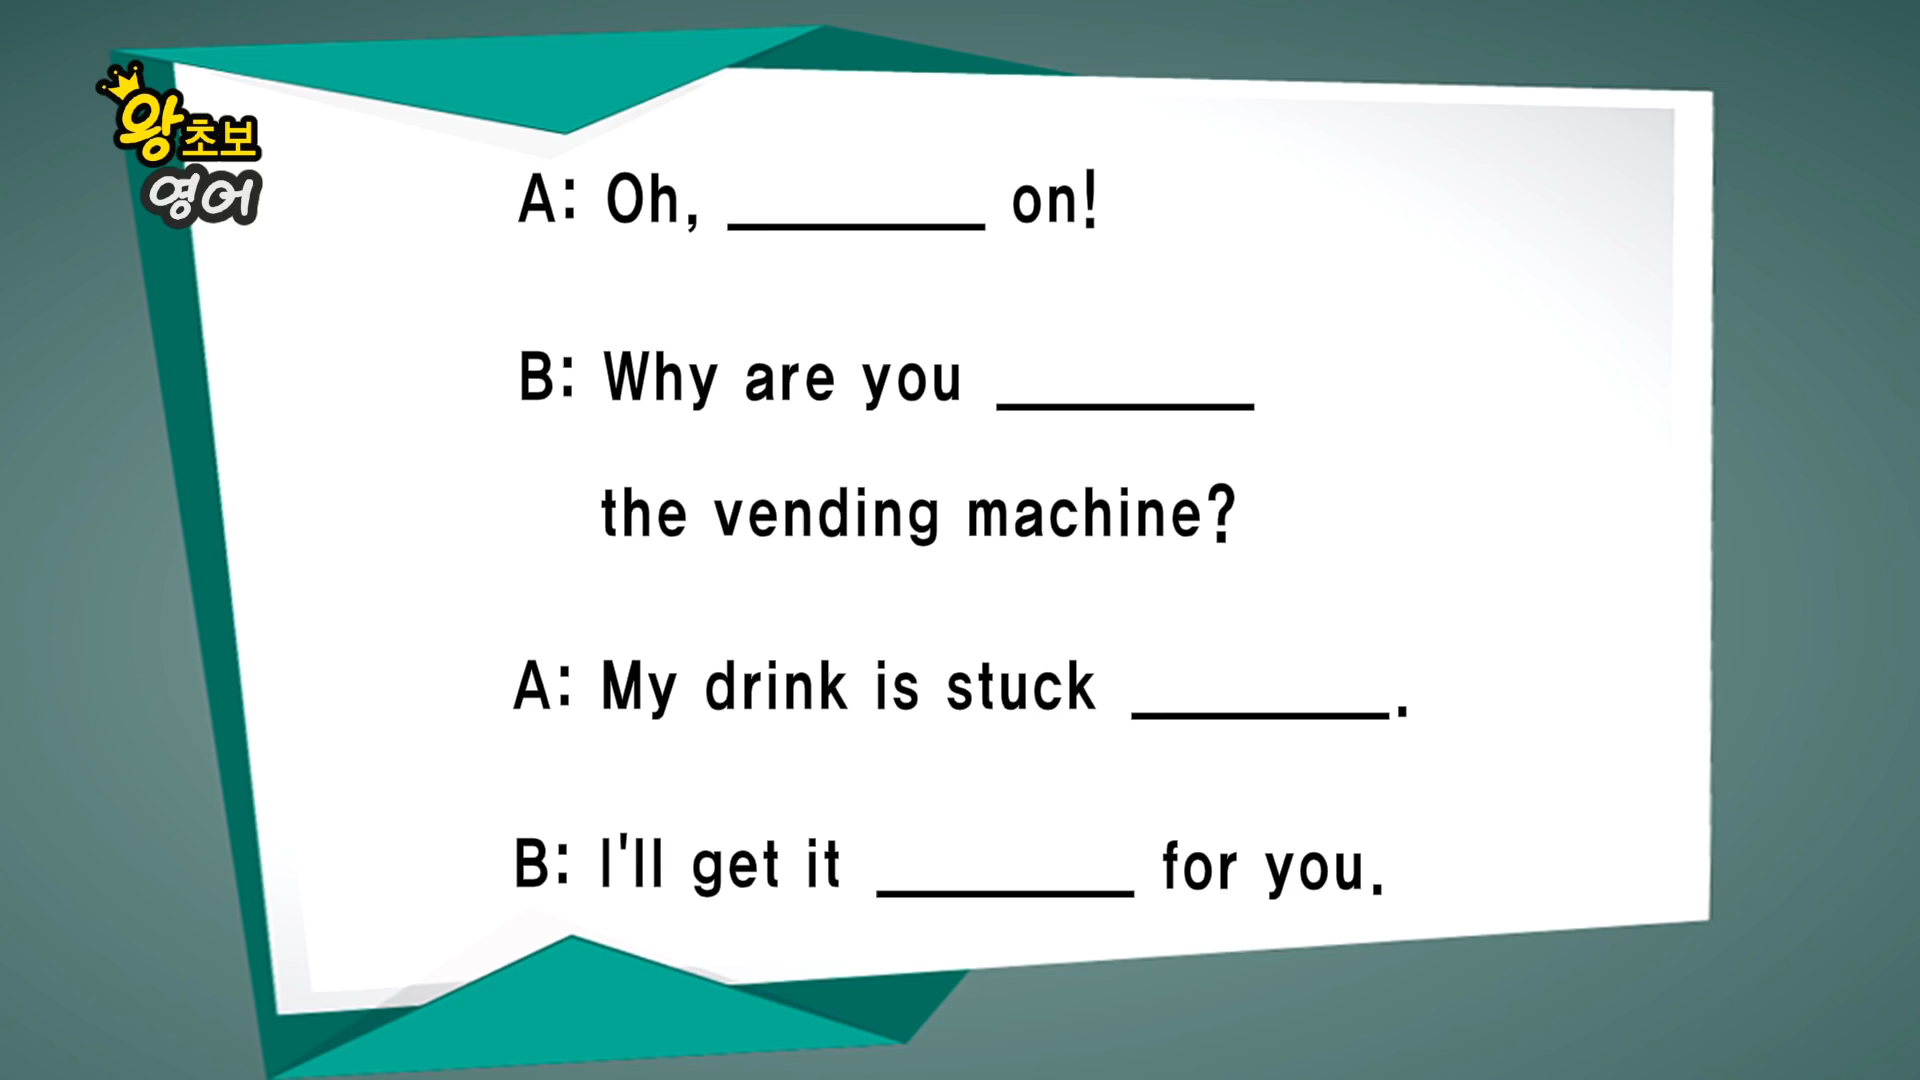 왕초보
영어
A: Oh, ________ on!
B: Why are you ________
the vending machine?
A: My drink is stuck ________.
B: I'll get it ________ for you.